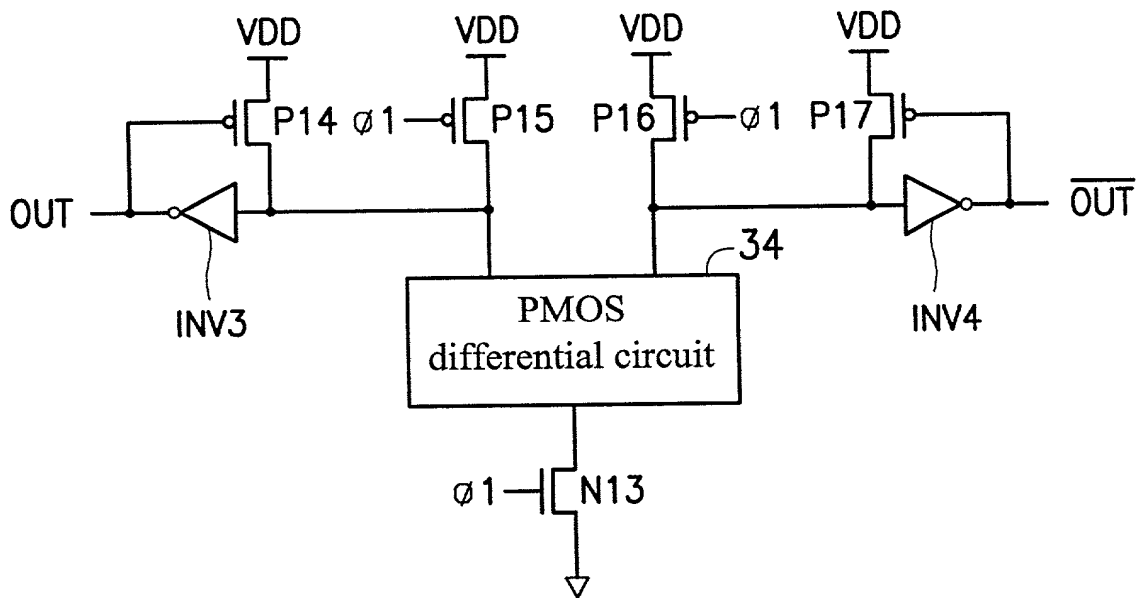 VDD VDD VDD VDD
P14 ø1 P15 P16 ø1 P17
OUT O̅U̅T̅
34
INV3 PMOS INV4
differential circuit
ø1 N13